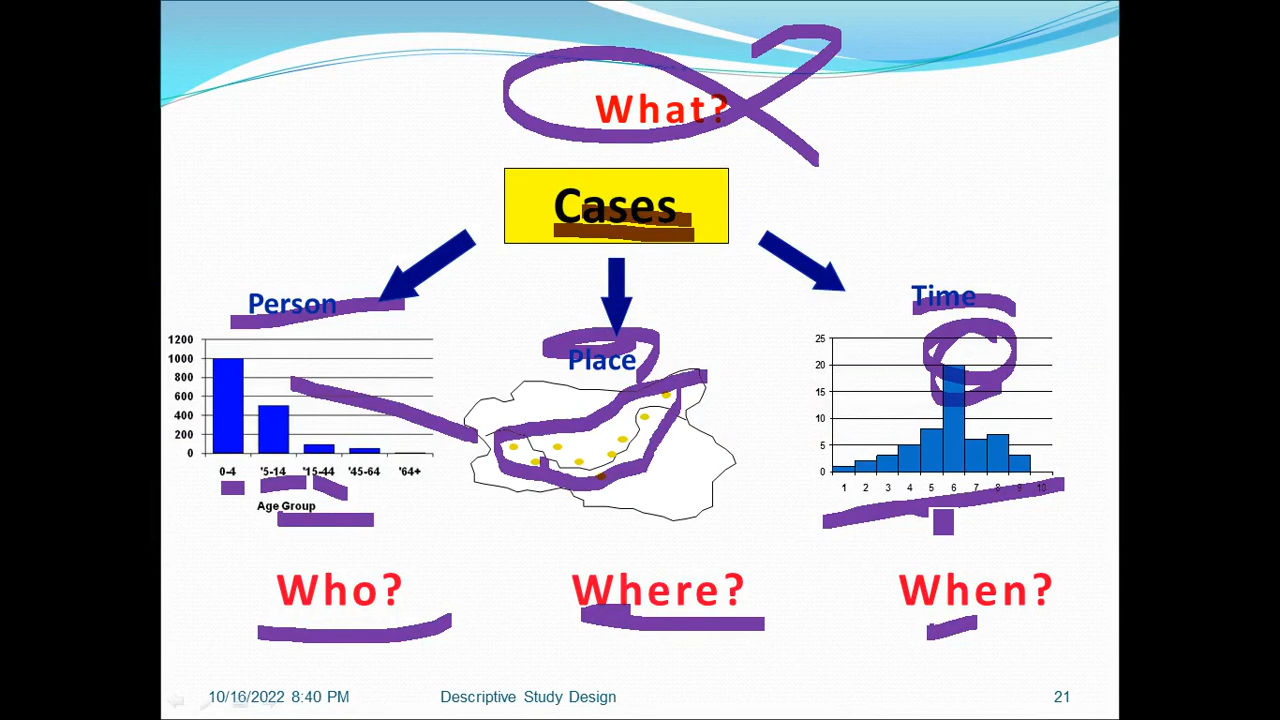 What?
Cases
Person
Place
Time
1200
1000
800
600
400
200
0
0-4 '5-14 '15-44 '45-64 '64+
Age Group
25
20
15
10
5
0
1 2 3 4 5 6 7 8 9 10
Who?
Where?
When?
10/16/2022 8:40 PM
Descriptive Study Design
21